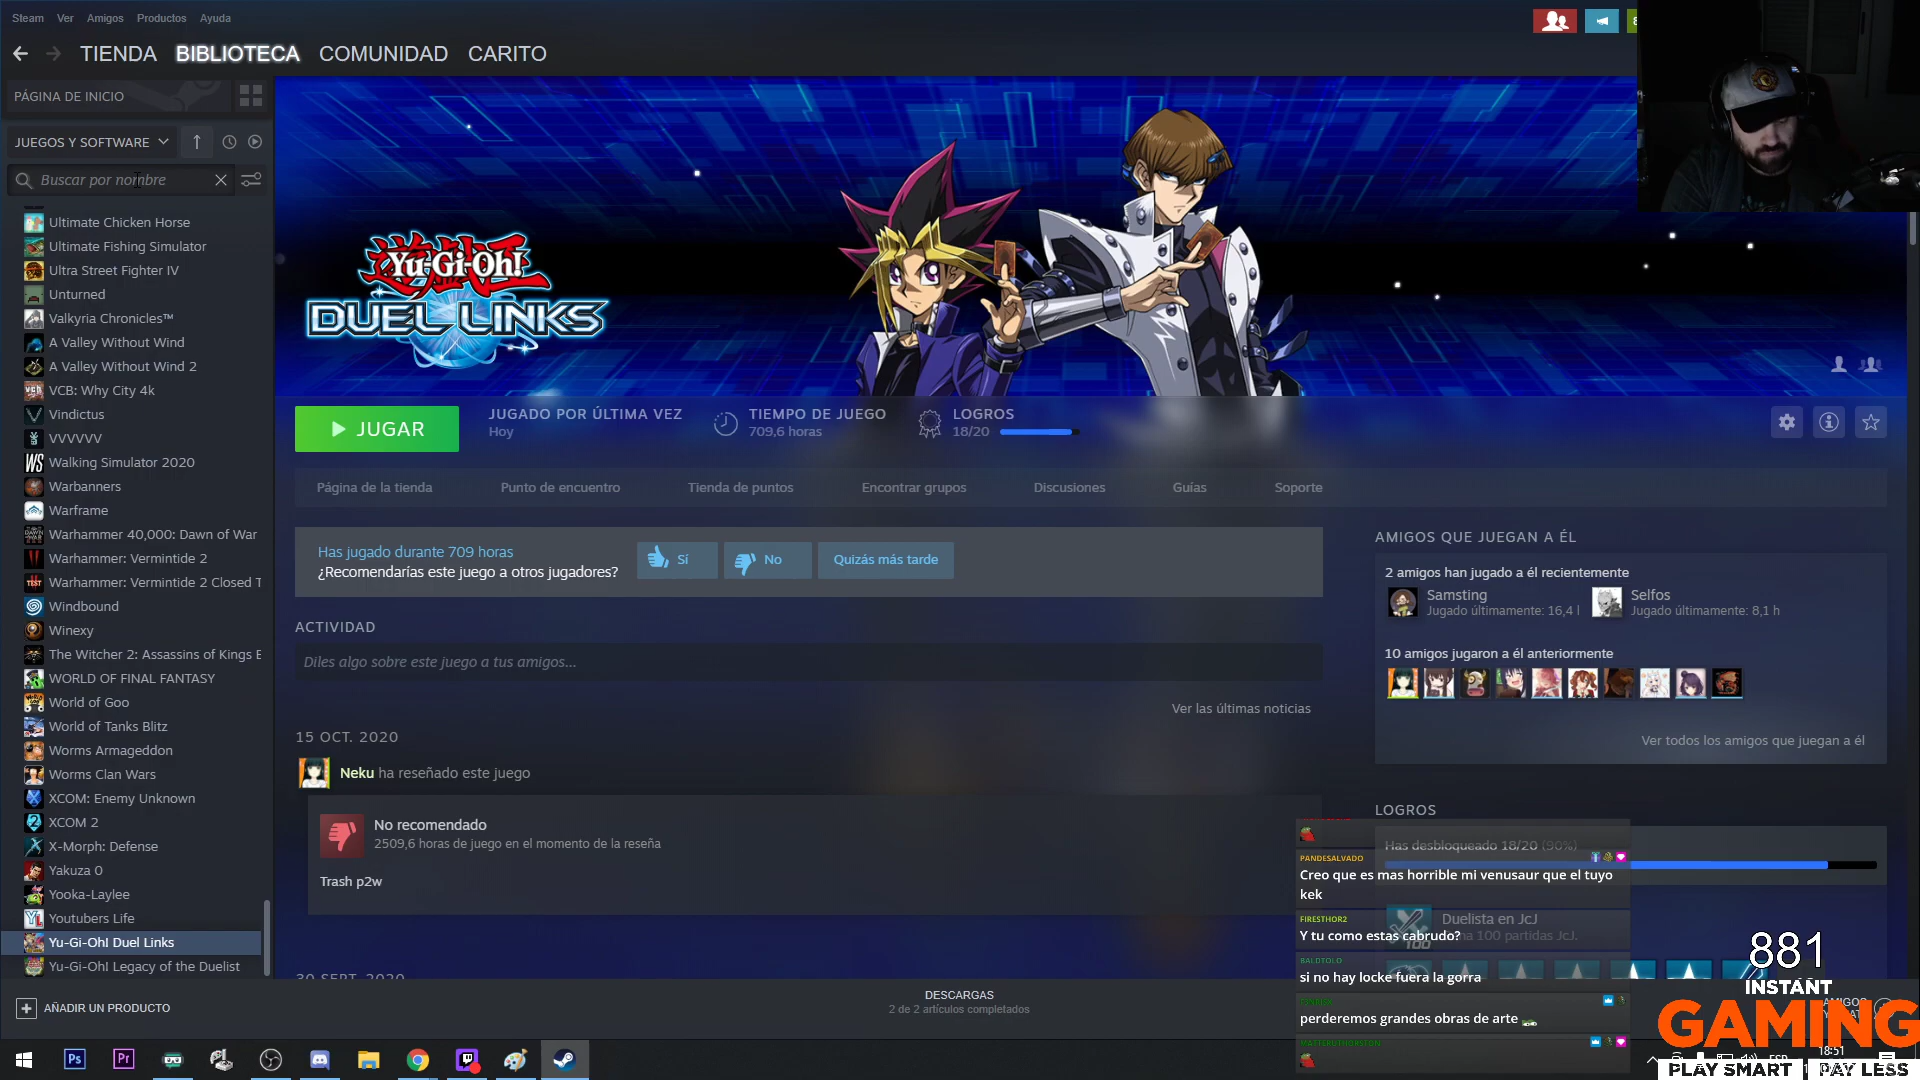 Steam Ver Amigos Productos Ayuda
TIENDA BIBLIOTECA COMUNIDAD CARITO
PÁGINA DE INICIO
JUEGOS Y SOFTWARE
Buscar por nombre
Ultimate Chicken Horse
Ultimate Fishing Simulator
Ultra Street Fighter IV
Unturned
Valkyria Chronicles™
A Valley Without Wind
A Valley Without Wind 2
VCB: Why City 4k
Vindictus
VVVVVV
Walking Simulator 2020
Warbanners
Warframe
Warhammer 40,000: Dawn of War
Warhammer: Vermintide 2
Warhammer: Vermintide 2 Closed T
Windbound
Winexy
The Witcher 2: Assassins of Kings E
WORLD OF FINAL FANTASY
World of Goo
World of Tanks Blitz
Worms Armageddon
Worms Clan Wars
XCOM: Enemy Unknown
XCOM 2
X-Morph: Defense
Yakuza 0
Yooka-Laylee
Youtubers Life
Yu-Gi-Oh! Duel Links
Yu-Gi-Oh! Legacy of the Duelist
AÑADIR UN PRODUCTO
遊戯王
Yu-Gi-Oh!
DUEL LINKS
JUGAR
JUGADO POR ÚLTIMA VEZ
Hoy
TIEMPO DE JUEGO
709,6 horas
LOGROS
18/20
Página de la tienda Punto de encuentro Tienda de puntos Encontrar grupos Discusiones Guías Soporte
Has jugado durante 709 horas
¿Recomendarías este juego a otros jugadores?
Sí No Quizás más tarde
ACTIVIDAD
Diles algo sobre este juego a tus amigos...
Ver las últimas noticias
15 OCT. 2020
Neku ha reseñado este juego
No recomendado
2509,6 horas de juego en el momento de la reseña
Trash p2w
30 SEPT. 2020
AMIGOS QUE JUEGAN A ÉL
2 amigos han jugado a él recientemente
Samsting
Jugado últimamente: 16,4 l
Selfos
Jugado últimamente: 8,1 h
10 amigos jugaron a él anteriormente
Ver todos los amigos que juegan a él
LOGROS
Has desbloqueado 18/20 (90%)
PANDESALVADO
Creo que es mas horrible mi venusaur que el tuyo
kek
Duelista en JcJ
100 partidas JcJ.
FIRESTHOR2
Y tu como estas cabrudo?
BALDTOLO
si no hay locke fuera la gorra
perderemos grandes obras de arte
DESCARGAS
2 de 2 artículos completados
881
INSTANT
GAMING
PLAY SMART | PAY LESS
Ps Pr
ESP
18:51